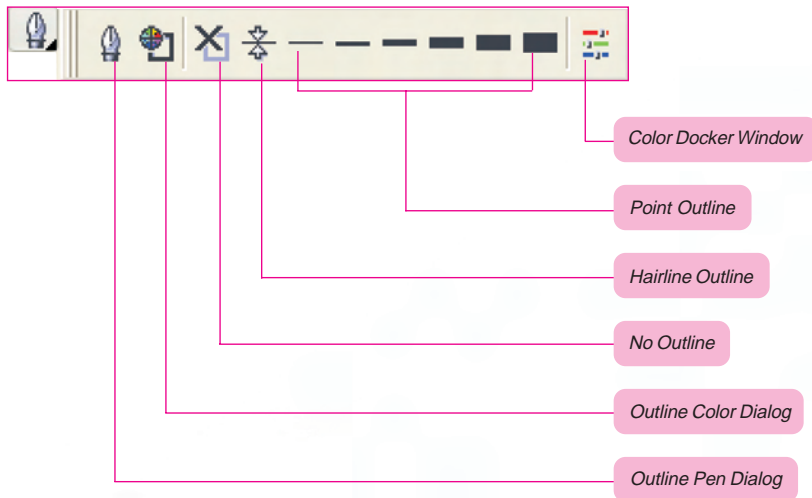 Color Docker Window
Point Outline
Hairline Outline
No Outline
Outline Color Dialog
Outline Pen Dialog